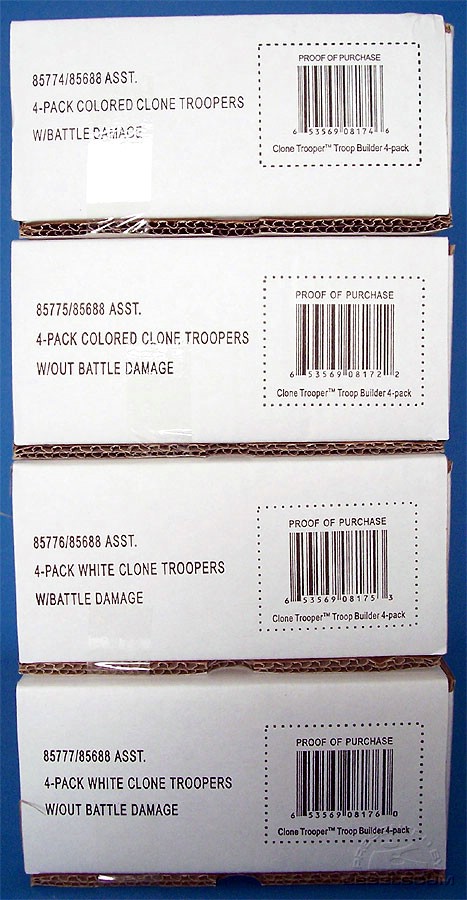 85774/85688 ASST.
4-PACK COLORED CLONE TROOPERS
W/BATTLE DAMAGE
PROOF OF PURCHASE
6 53569 08174 6
Clone Trooper™ Troop Builder 4-pack
85775/85688 ASST.
4-PACK COLORED CLONE TROOPERS
W/OUT BATTLE DAMAGE
PROOF OF PURCHASE
6 53569 08172 2
Clone Trooper™ Troop Builder 4-pack
85776/85688 ASST.
4-PACK WHITE CLONE TROOPERS
W/BATTLE DAMAGE
PROOF OF PURCHASE
6 53569 08175 3
Clone Trooper™ Troop Builder 4-pack
85777/85688 ASST.
4-PACK WHITE CLONE TROOPERS
W/OUT BATTLE DAMAGE
PROOF OF PURCHASE
6 53569 08176 0
Clone Trooper™ Troop Builder 4-pack